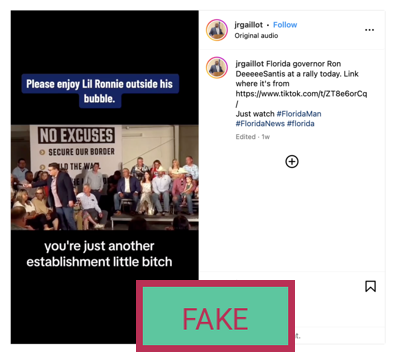 Please enjoy Lil Ronnie outside his
bubble.
NO EXCUSES
SECURE OUR BORDER
LD THE WA
you're just another
establishment little bitch
jrgaillot • Follow
Original audio
jrgaillot Florida governor Ron
DeeeeeSantis at a rally today. Link
where it's from
https://www.tiktok.com/t/ZT8e6orCq
/
Just watch #FloridaMan
#FloridaNews #florida
Edited · 1w
FAKE
t.